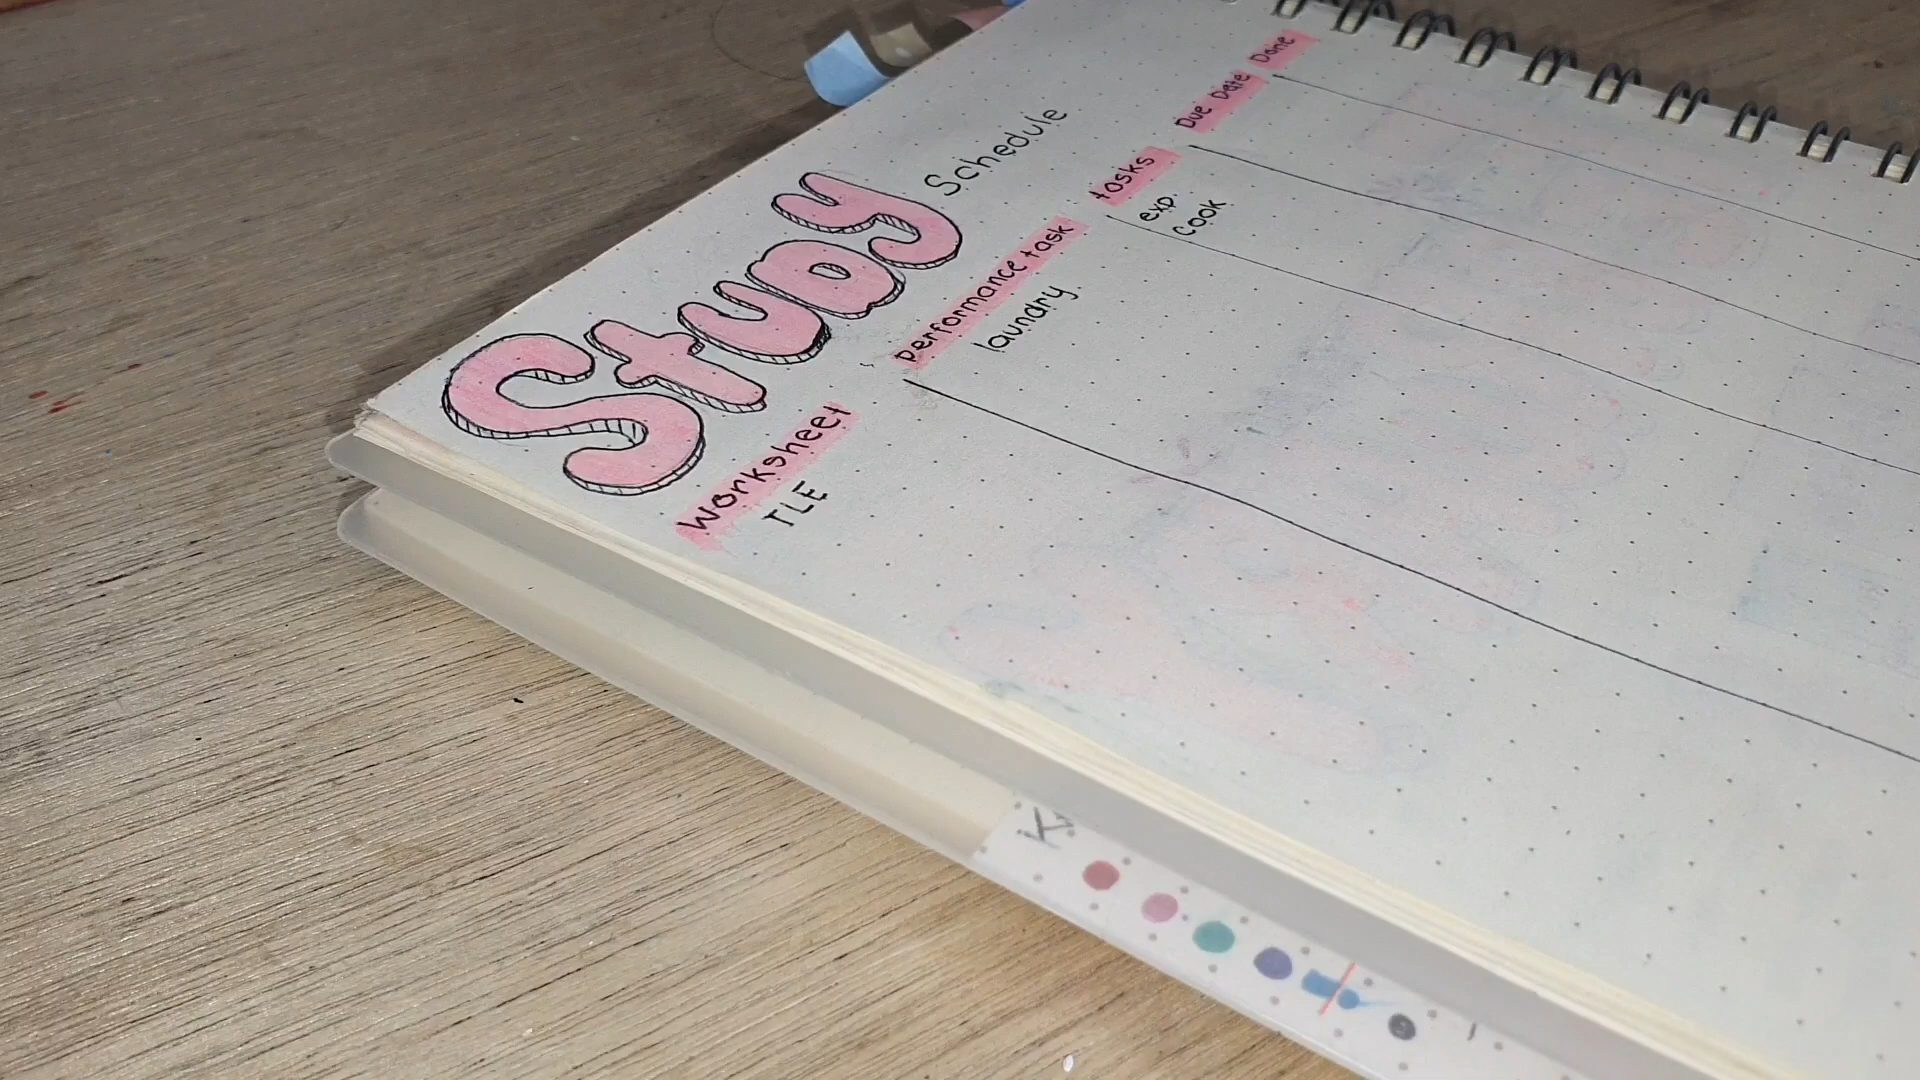 Study
Schedule
Worksheet
TLE
performance task
laundry
tasks
exp
Cook
Due Date
Done